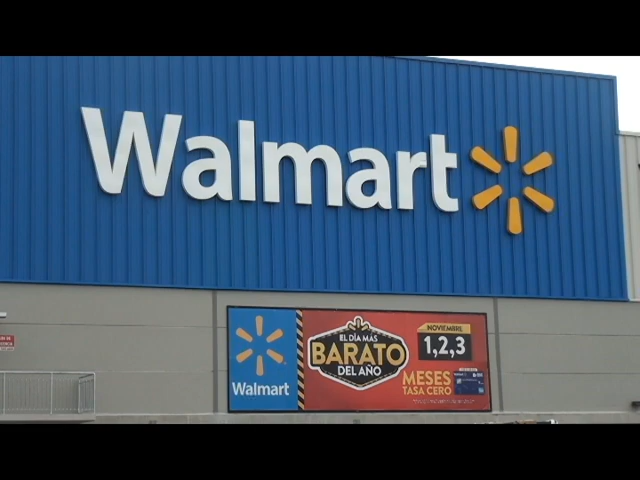 Walmart
Walmart
EL DÍA MÁS
BARATO
DEL AÑO
NOVIEMBRE
1,2,3
MESES
TASA CERO